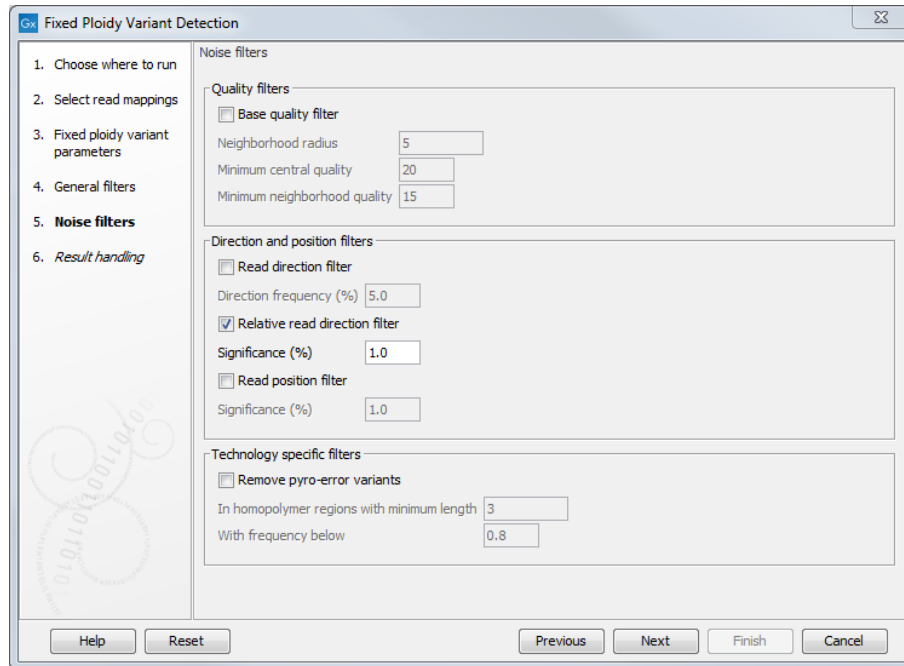 Gx Fixed Ploidy Variant Detection
1. Choose where to run
2. Select read mappings
3. Fixed ploidy variant
parameters
4. General filters
5. Noise filters
6. Result handling
Noise filters
Quality filters
Base quality filter
Neighborhood radius 5
Minimum central quality 20
Minimum neighborhood quality 15
Direction and position filters
Read direction filter
Direction frequency (%) 5.0
Relative read direction filter
Significance (%) 1.0
Read position filter
Significance (%) 1.0
Technology specific filters
Remove pyro-error variants
In homopolymer regions with minimum length 3
With frequency below 0.8
Help Reset Previous Next Finish Cancel